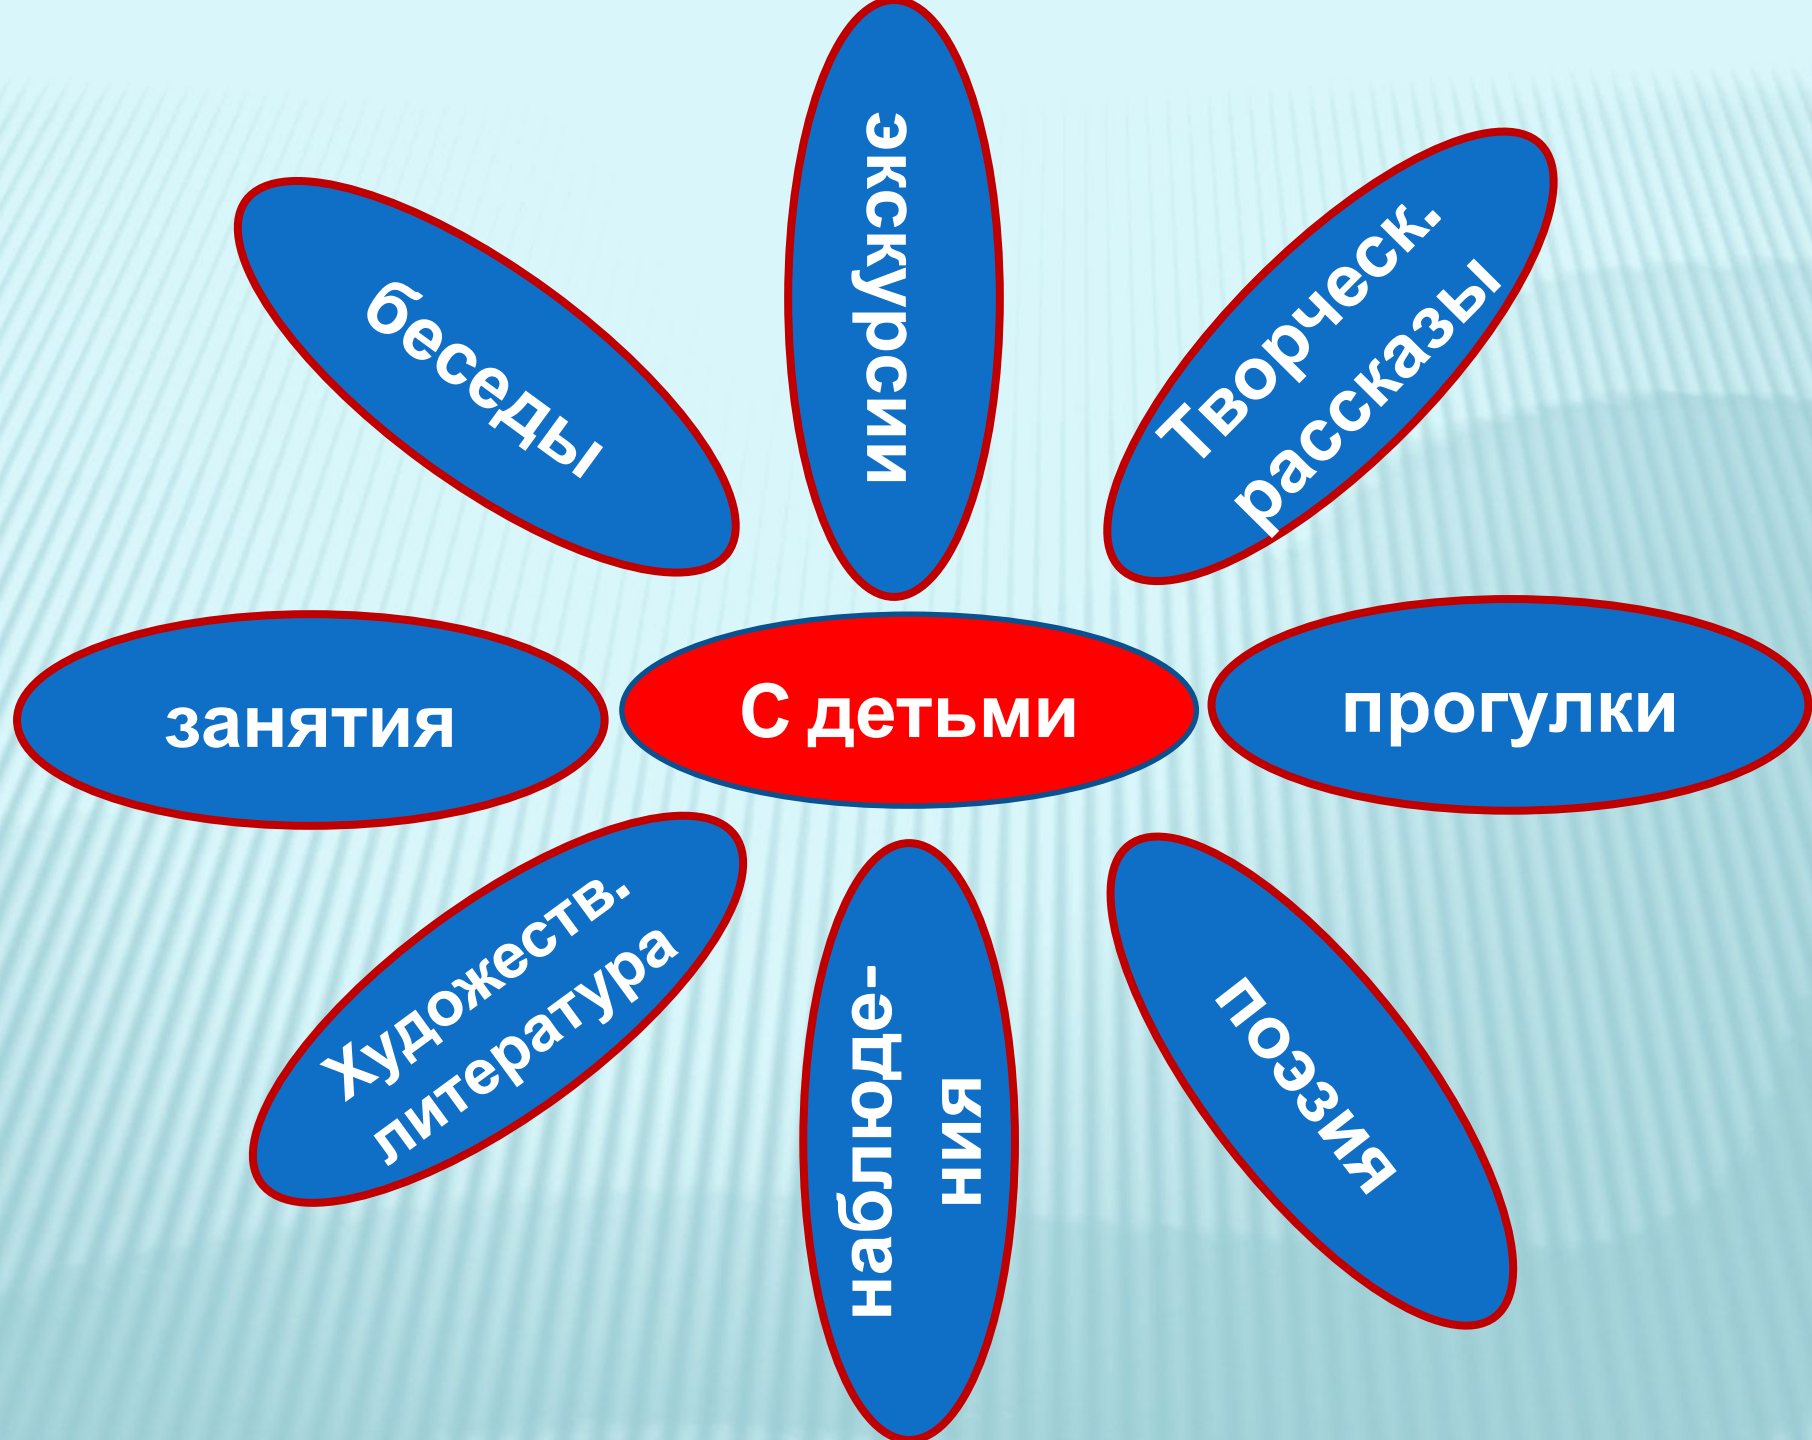 экскурсии
Творческ.
рассказы
беседы
занятия
С детьми
прогулки
Художеств.
литература
наблюде-
ния
поэзия